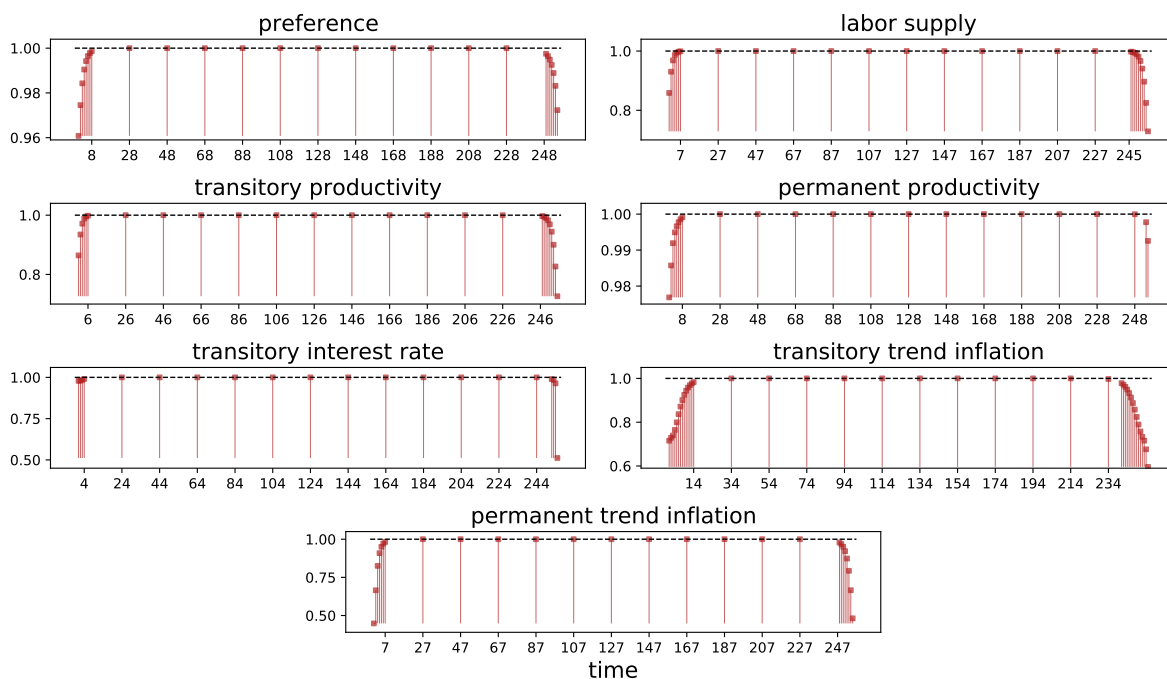 preference
1.00
0.98
0.96
8 28 48 68 88 108 128 148 168 188 208 228 248
labor supply
1.0
0.8
7 27 47 67 87 107 127 147 167 187 207 227 245
transitory productivity
1.0
0.8
6 26 46 66 86 106 126 146 166 186 206 226 246
permanent productivity
1.00
0.99
0.98
8 28 48 68 88 108 128 148 168 188 208 228 248
transitory interest rate
1.00
0.75
0.50
4 24 44 64 84 104 124 144 164 184 204 224 244
transitory trend inflation
1.0
0.8
0.6
14 34 54 74 94 114 134 154 174 194 214 234
permanent trend inflation
1.00
0.75
0.50
7 27 47 67 87 107 127 147 167 187 207 227 247
time